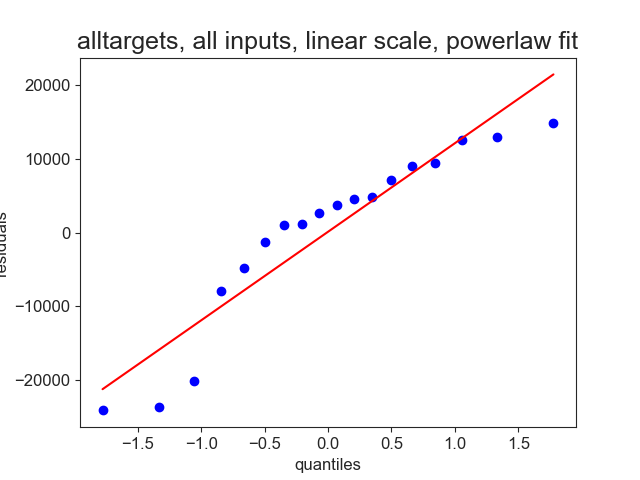 alltargets, all inputs, linear scale, powerlaw fit
20000
10000
0
−10000
−20000
residuals
−1.5 −1.0 −0.5 0.0 0.5 1.0 1.5
quantiles